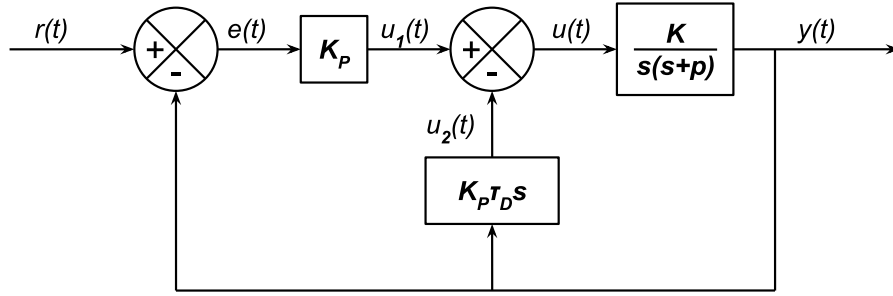 r(t)
+
-
e(t)
K_P
u_1(t)
+
-
u(t)
K
s(s+p)
y(t)
u_2(t)
K_Pτ_Ds